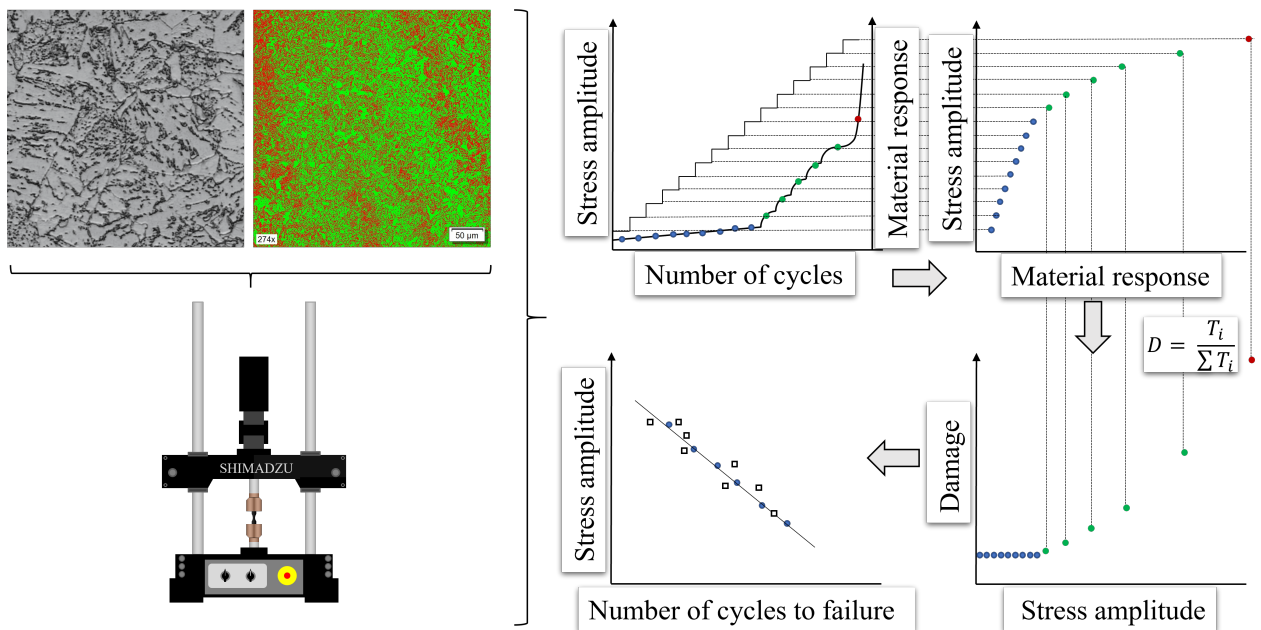 274x
50 µm
SHIMADZU
Stress amplitude
Number of cycles
Material response
Stress amplitude
Material response
D = T_i / ∑ T_i
Stress amplitude
Number of cycles to failure
Damage
Stress amplitude